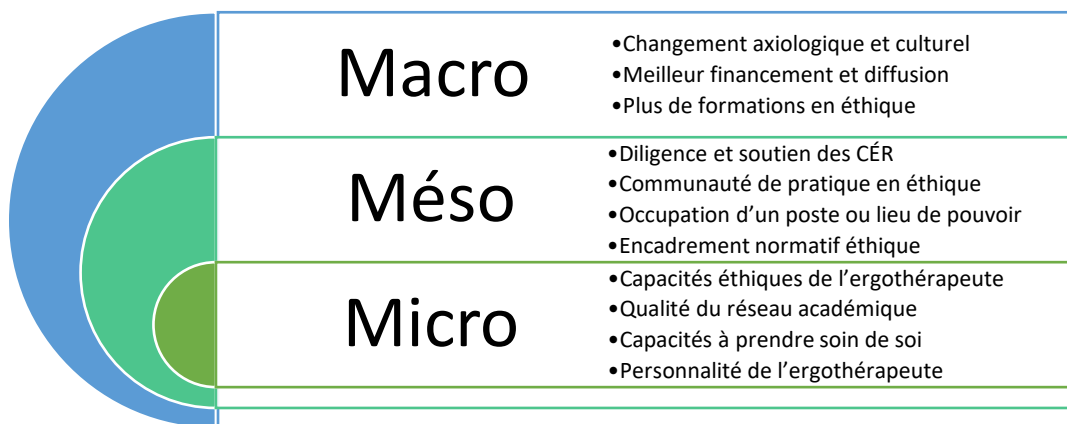 Macro
•Changement axiologique et culturel
•Meilleur financement et diffusion
•Plus de formations en éthique
Méso
•Diligence et soutien des CÉR
•Communauté de pratique en éthique
•Occupation d’un poste ou lieu de pouvoir
•Encadrement normatif éthique
Micro
•Capacités éthiques de l’ergothérapeute
•Qualité du réseau académique
•Capacités à prendre soin de soi
•Personnalité de l’ergothérapeute